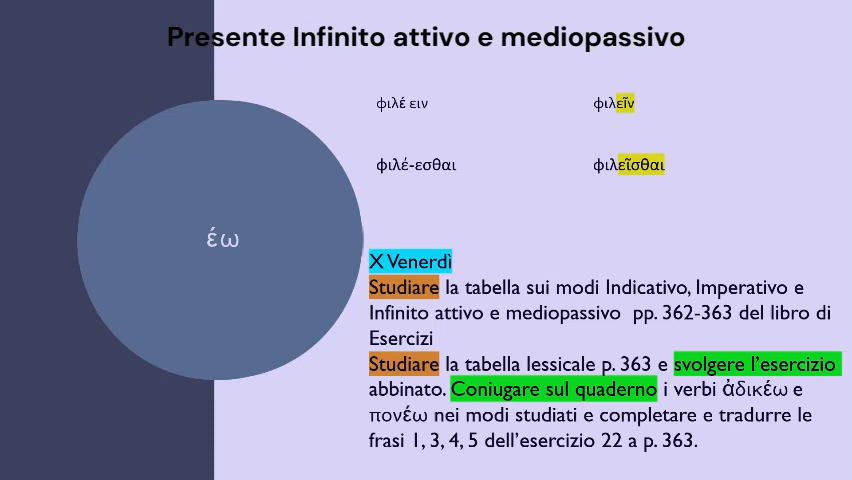 Presente Infinito attivo e mediopassivo
φιλέ ειν φιλεῖν
φιλέ-εσθαι φιλεῖσθαι
έω
X Venerdì
Studiare la tabella sui modi Indicativo, Imperativo e
Infinito attivo e mediopassivo pp. 362-363 del libro di
Esercizi
Studiare la tabella lessicale p. 363 e svolgere l’esercizio
abbinato. Coniugare sul quaderno i verbi ἀδικέω e
πονέω nei modi studiati e completare e tradurre le
frasi 1, 3, 4, 5 dell’esercizio 22 a p. 363.